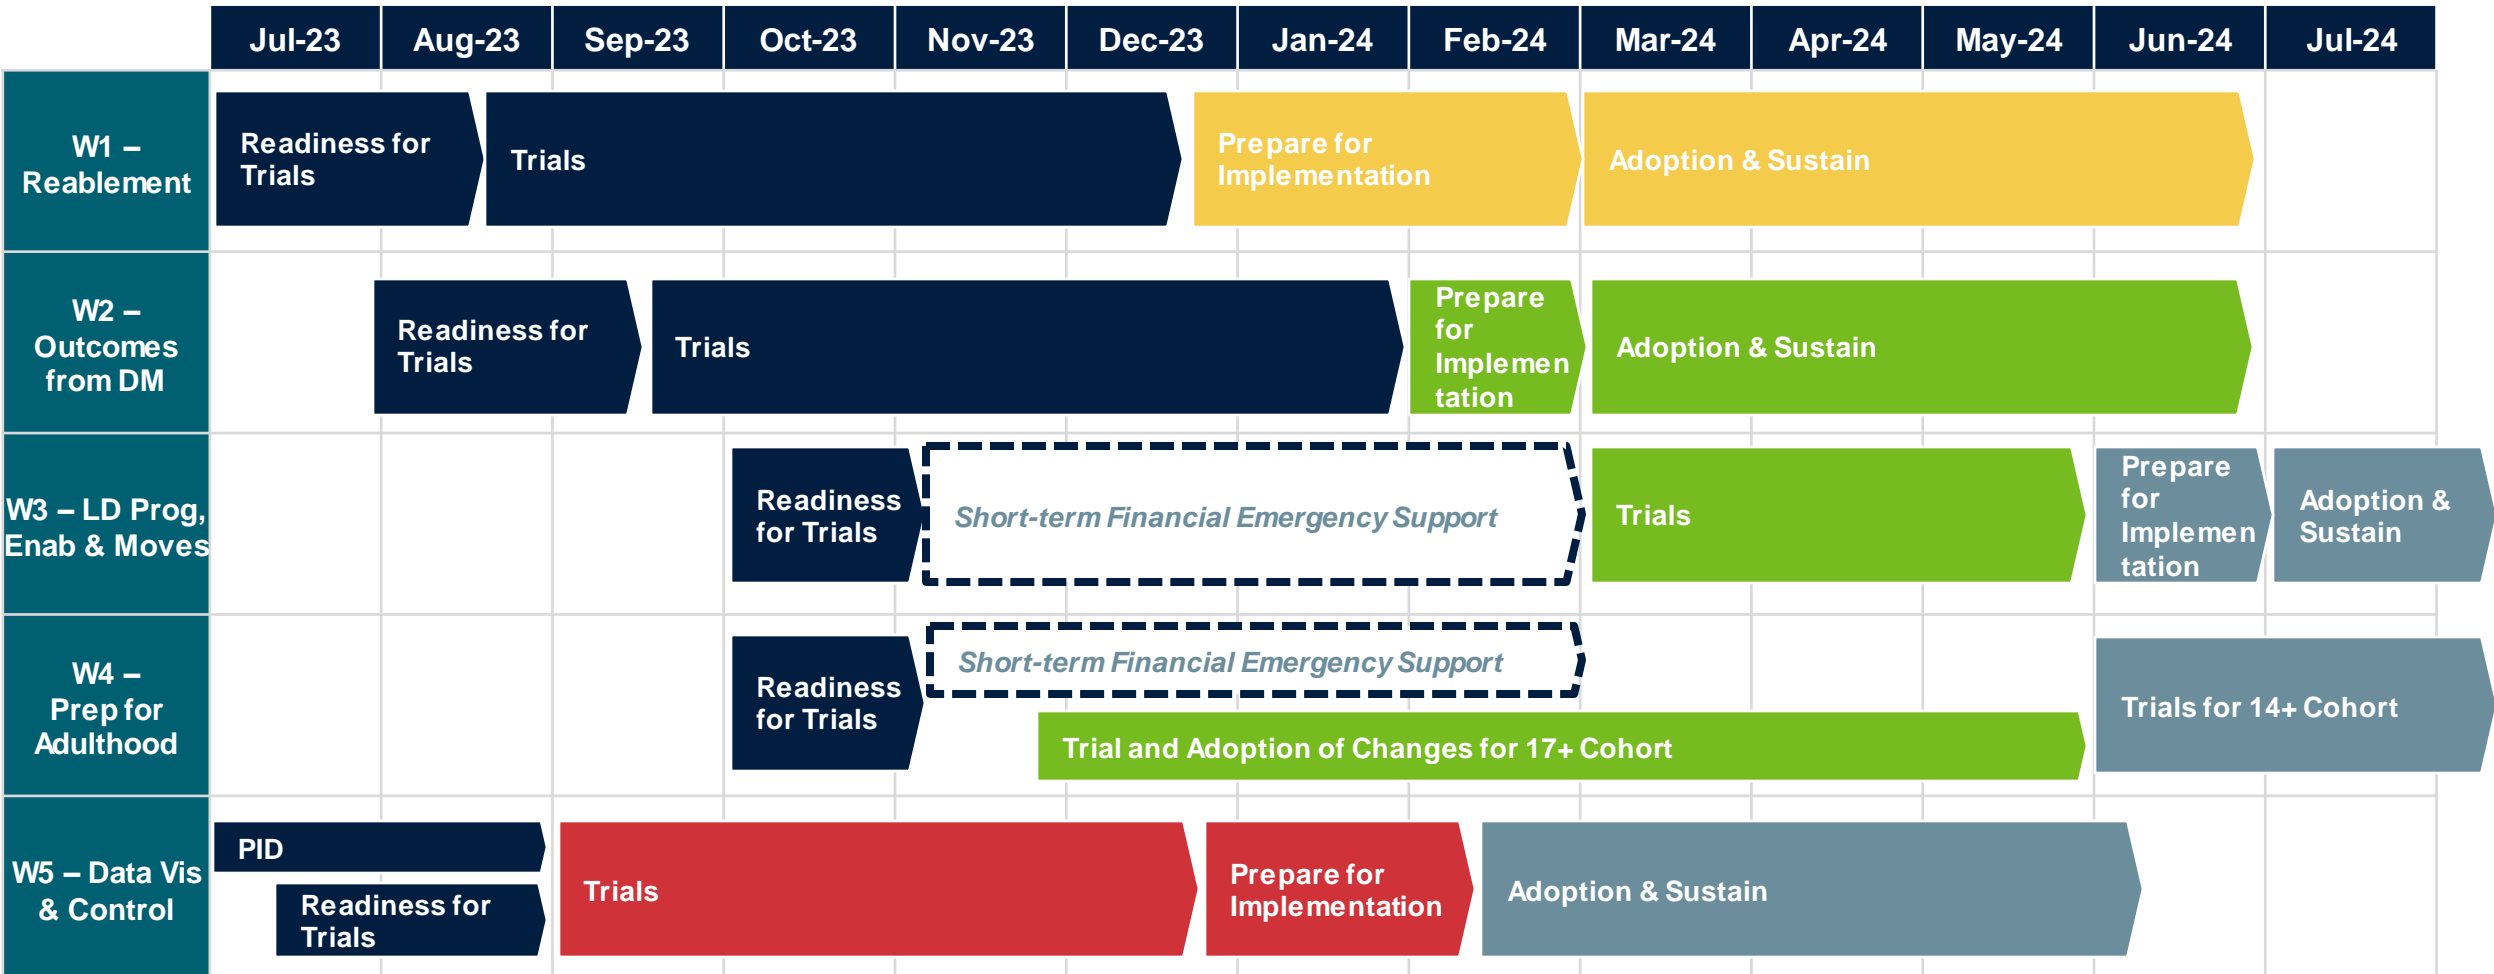 Jul-23
Aug-23
Sep-23
Oct-23
Nov-23
Dec-23
Jan-24
Feb-24
Mar-24
Apr-24
May-24
Jun-24
Jul-24
W1 –
Reablement
Readiness for
Trials
Trials
Prepare for
Implementation
Adoption & Sustain
W2 –
Outcomes
from DM
Readiness for
Trials
Trials
Prepare
for
Implemen
tation
Adoption & Sustain
W3 – LD Prog,
Enab & Moves
Readiness
for Trials
Short-term Financial Emergency Support
Trials
Prepare
for
Implemen
tation
Adoption &
Sustain
W4 –
Prep for
Adulthood
Readiness
for Trials
Short-term Financial Emergency Support
Trial and Adoption of Changes for 17+ Cohort
Trials for 14+ Cohort
W5 – Data Vis
& Control
PID
Readiness for
Trials
Trials
Prepare for
Implementation
Adoption & Sustain